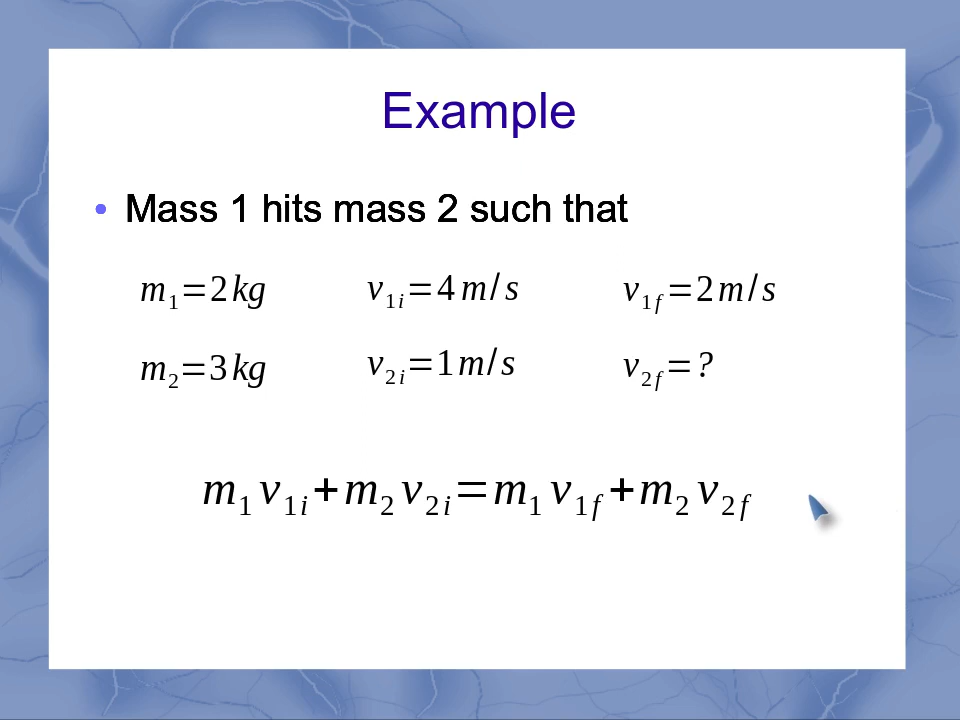 Example
• Mass 1 hits mass 2 such that
m₁=2kg v₁ᵢ=4m/s v₁f=2m/s
m₂=3kg v₂ᵢ=1m/s v₂f=?
m₁v₁ᵢ+m₂v₂ᵢ=m₁v₁f+m₂v₂f